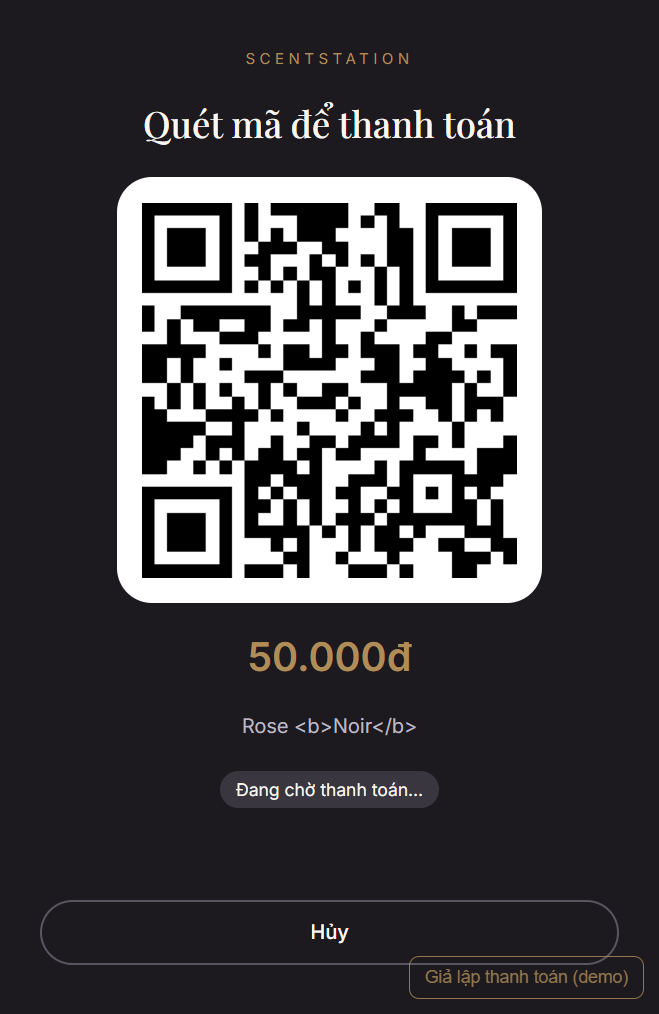 SCENTSTATION
Quét mã để thanh toán
50.000đ
Rose <b>Noir</b>
Đang chờ thanh toán...
Hủy
Giả lập thanh toán (demo)